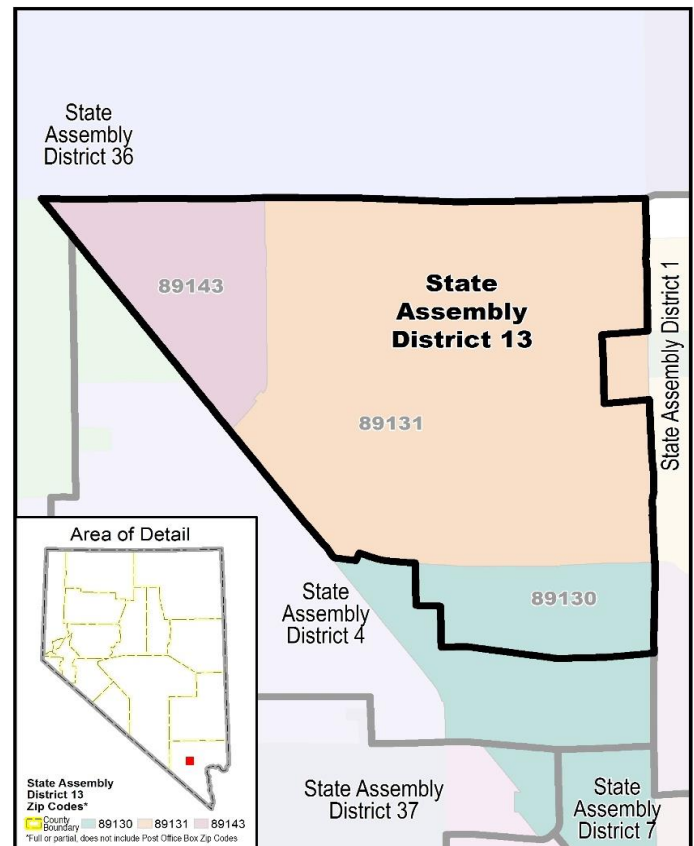 State
Assembly
District 36
89143
State
Assembly
District 13
State Assembly District 1
89131
89130
State
Assembly
District 4
State Assembly
District 37
State
Assembly
District 7
Area of Detail
State Assembly
District 13
Zip Codes*
County
Boundary
89130 89131 89143
*Full or partial, does not include Post Office Box Zip Codes